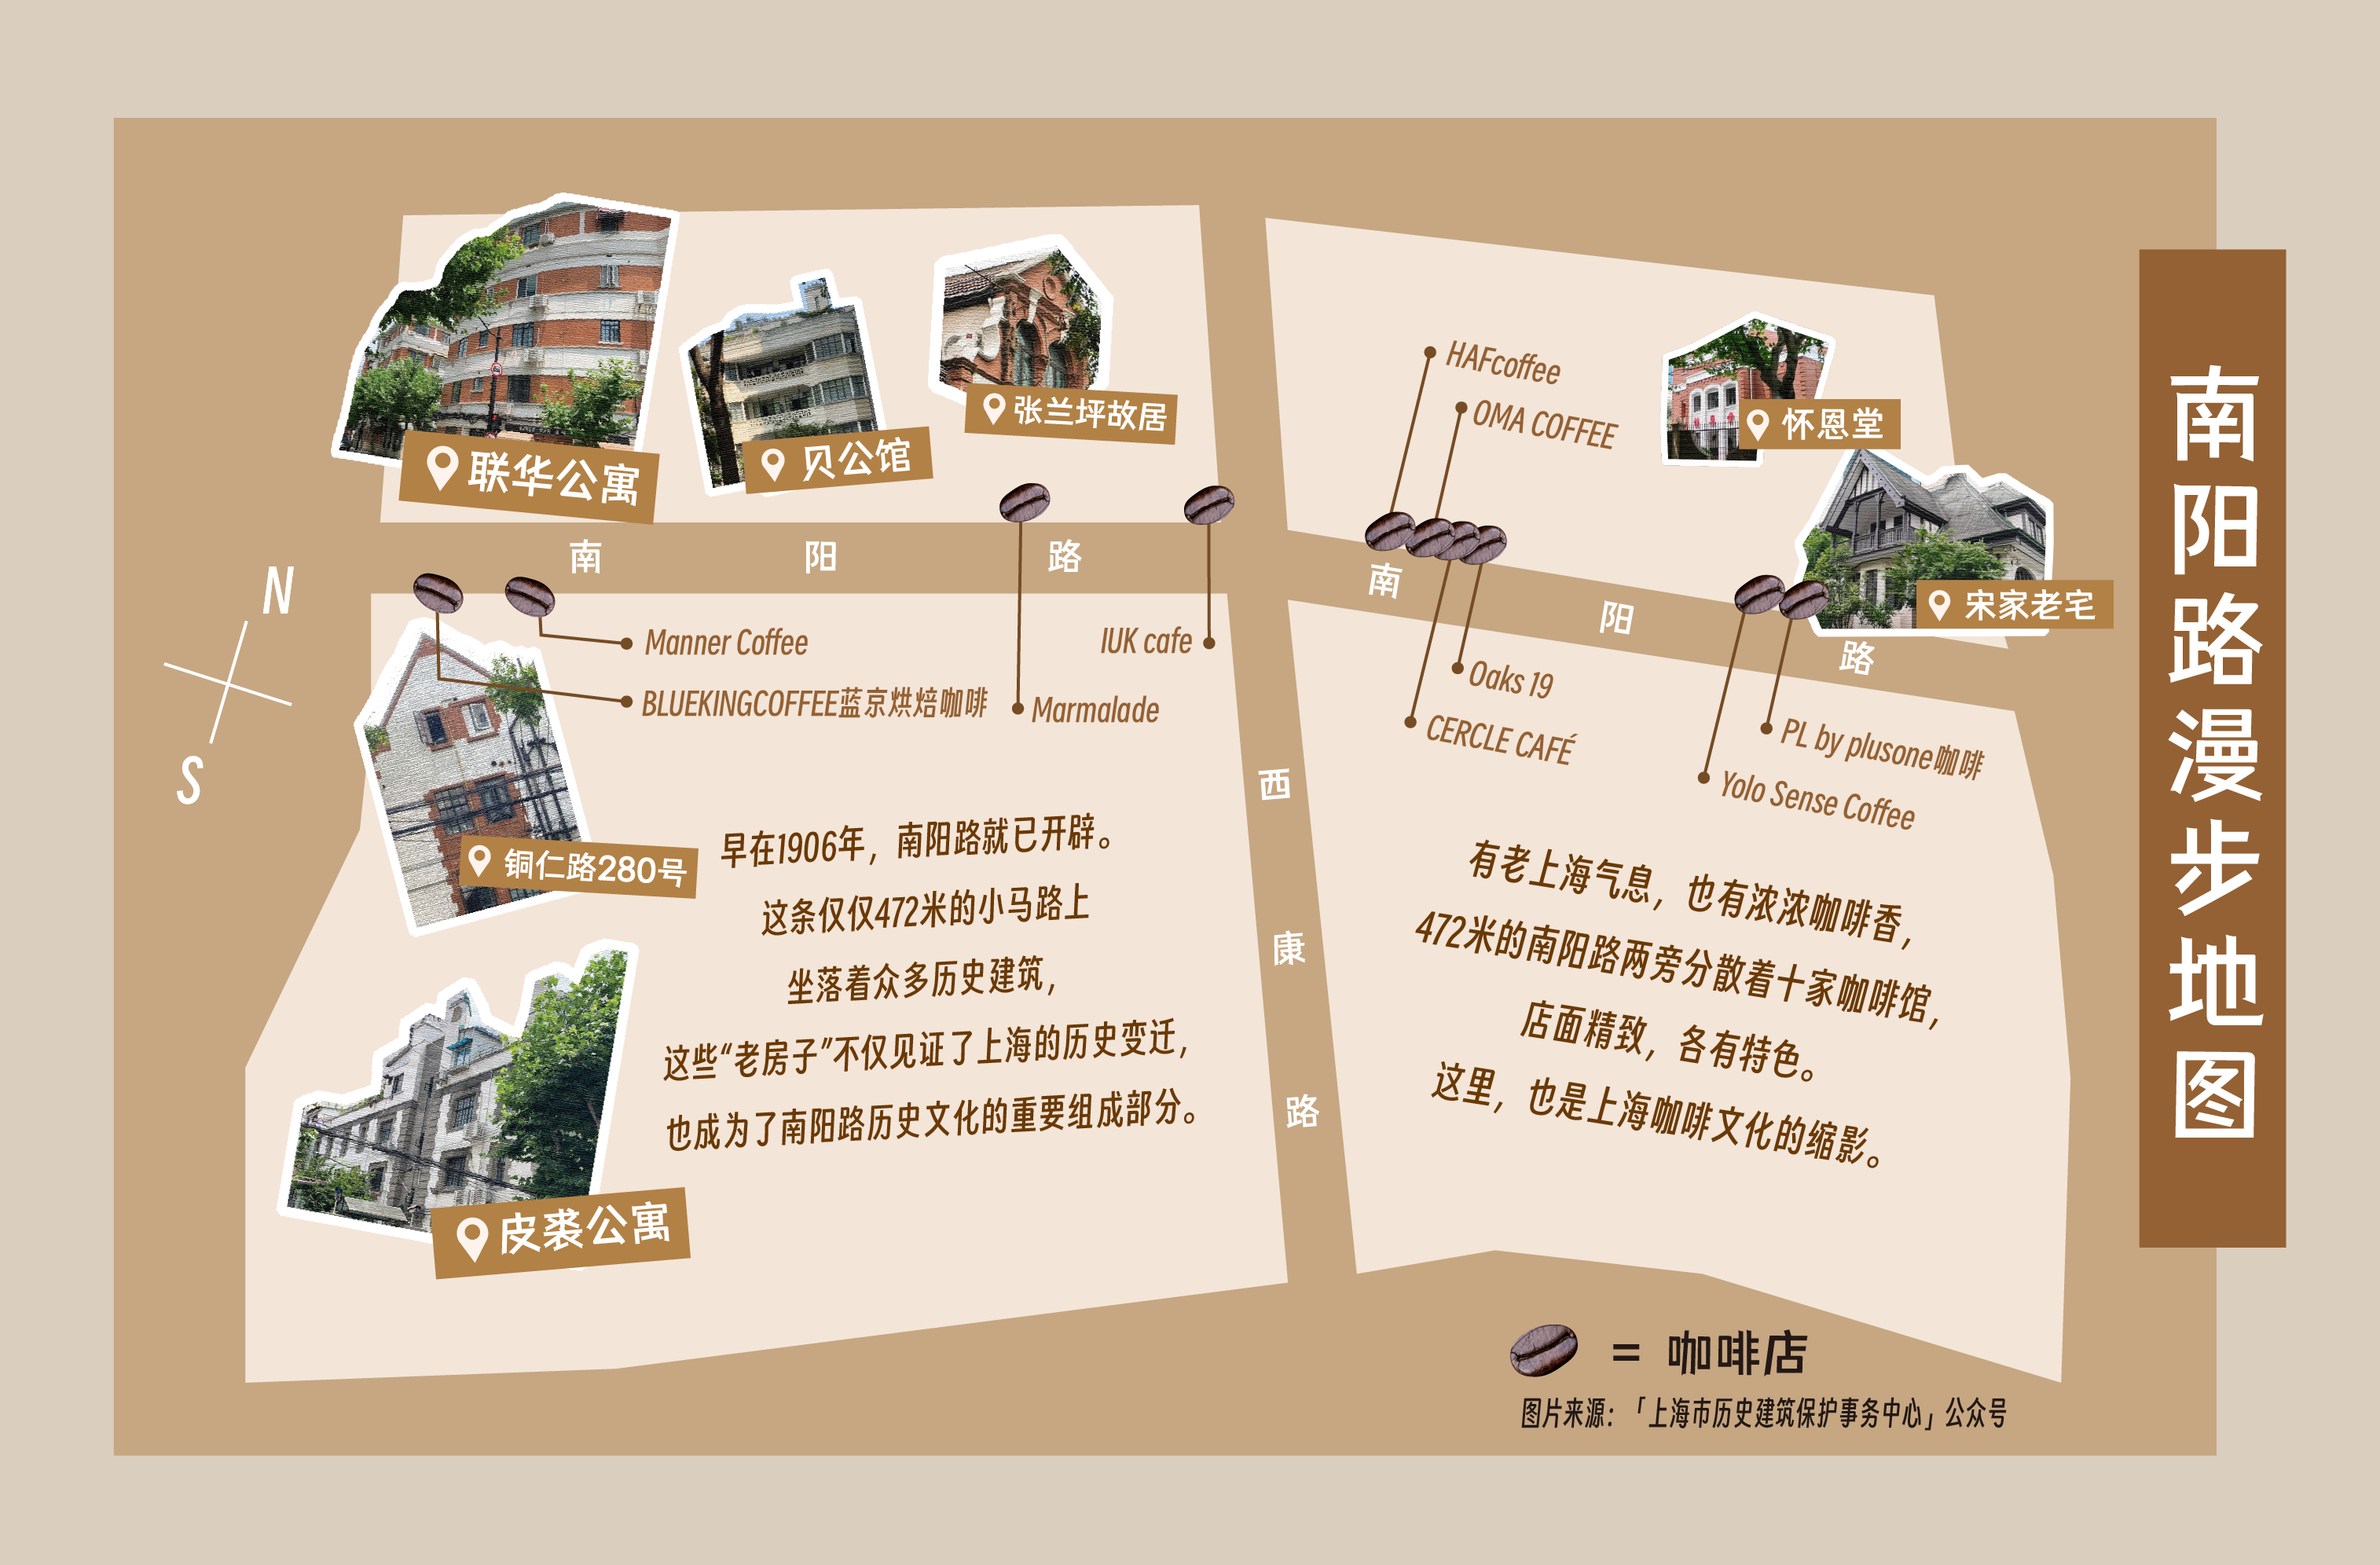 南阳路漫步地图
联华公寓
贝公馆
张兰坪故居
HAFcoffee
OMA COFFEE
怀恩堂
宋家老宅
南 阳 路
南 阳 路
N
S
Manner Coffee
BLUEKINGCOFFEE蓝京烘焙咖啡
IUK cafe
Marmalade
Oaks 19
CERCLE CAFÉ
PL by plusone咖啡
Yolo Sense Coffee
铜仁路280号
皮裘公寓
西康路
早在1906年，南阳路就已开辟。
这条仅仅472米的小马路上
坐落着众多历史建筑，
这些“老房子”不仅见证了上海的历史变迁，
也成为了南阳路历史文化的重要组成部分。
有老上海气息，也有浓浓咖啡香，
472米的南阳路两旁分散着十家咖啡馆，
店面精致，各有特色。
这里，也是上海咖啡文化的缩影。
= 咖啡店
图片来源：「上海市历史建筑保护事务中心」公众号